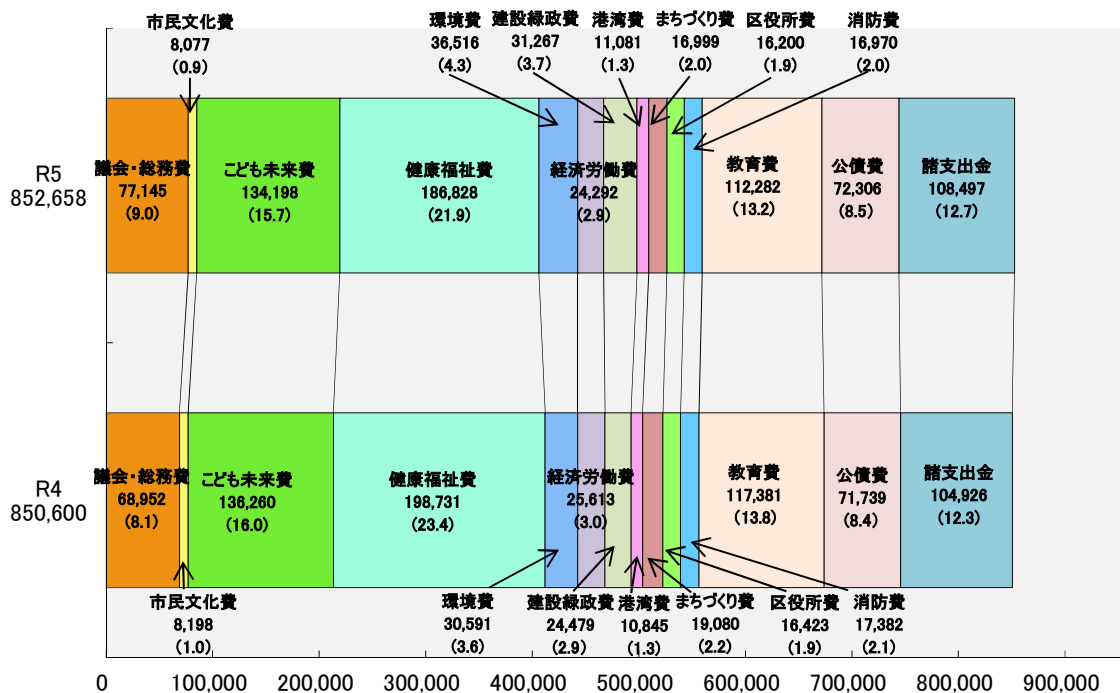 市民文化費
8,077
(0.9)
環境費
36,516
(4.3)
建設緑政費
31,267
(3.7)
港湾費
11,081
(1.3)
まちづくり費
16,999
(2.0)
区役所費
16,200
(1.9)
消防費
16,970
(2.0)
R5
852,658
議会・総務費
77,145
(9.0)
こども未来費
134,198
(15.7)
健康福祉費
186,828
(21.9)
経済労働費
24,292
(2.9)
教育費
112,282
(13.2)
公債費
72,306
(8.5)
諸支出金
108,497
(12.7)
R4
850,600
議会・総務費
68,952
(8.1)
こども未来費
136,260
(16.0)
健康福祉費
198,731
(23.4)
経済労働費
25,613
(3.0)
教育費
117,381
(13.8)
公債費
71,739
(8.4)
諸支出金
104,926
(12.3)
市民文化費
8,198
(1.0)
環境費
30,591
(3.6)
建設緑政費
24,479
(2.9)
港湾費
10,845
(1.3)
まちづくり費
19,080
(2.2)
区役所費
16,423
(1.9)
消防費
17,382
(2.1)
0 100,000 200,000 300,000 400,000 500,000 600,000 700,000 800,000 900,000